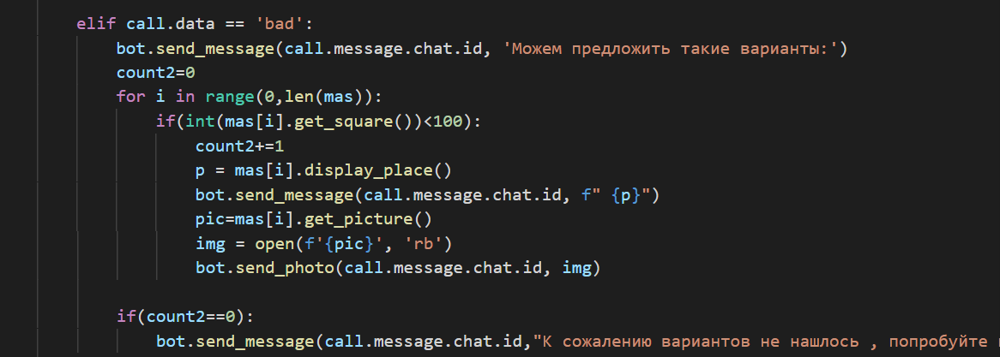 elif call.data == 'bad':
bot.send_message(call.message.chat.id, 'Можем предложить такие варианты:')
count2=0
for i in range(0,len(mas)):
if(int(mas[i].get_square())<100):
count2+=1
p = mas[i].display_place()
bot.send_message(call.message.chat.id, f" {p}")
pic=mas[i].get_picture()
img = open(f'{pic}', 'rb')
bot.send_photo(call.message.chat.id, img)
if(count2==0):
bot.send_message(call.message.chat.id,"К сожалению вариантов не нашлось , попробуйте